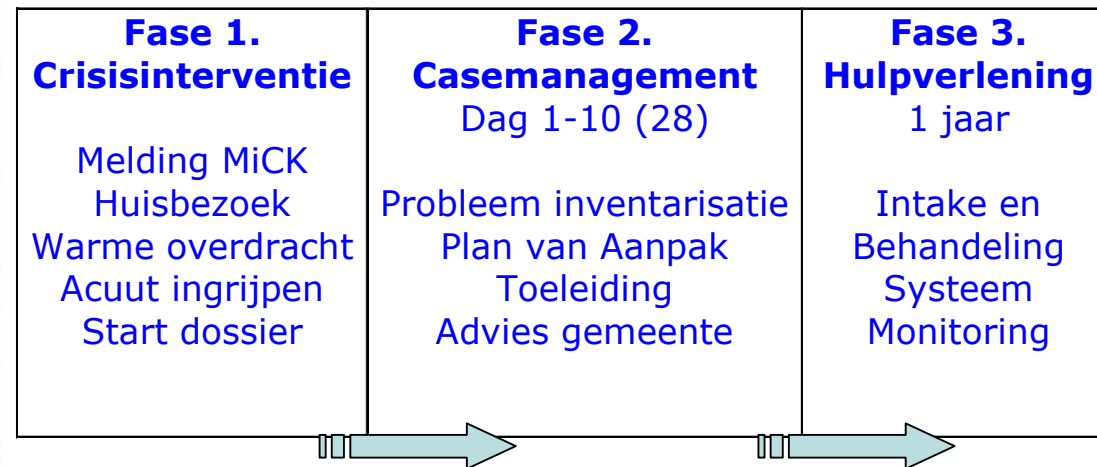 Fase 1.
Crisisinterventie
Melding MiCK
Huisbezoek
Warme overdracht
Acuut ingrijpen
Start dossier
Fase 2.
Casemanagement
Dag 1-10 (28)
Probleem inventarisatie
Plan van Aanpak
Toeleiding
Advies gemeente
Fase 3.
Hulpverlening
1 jaar
Intake en
Behandeling
Systeem
Monitoring